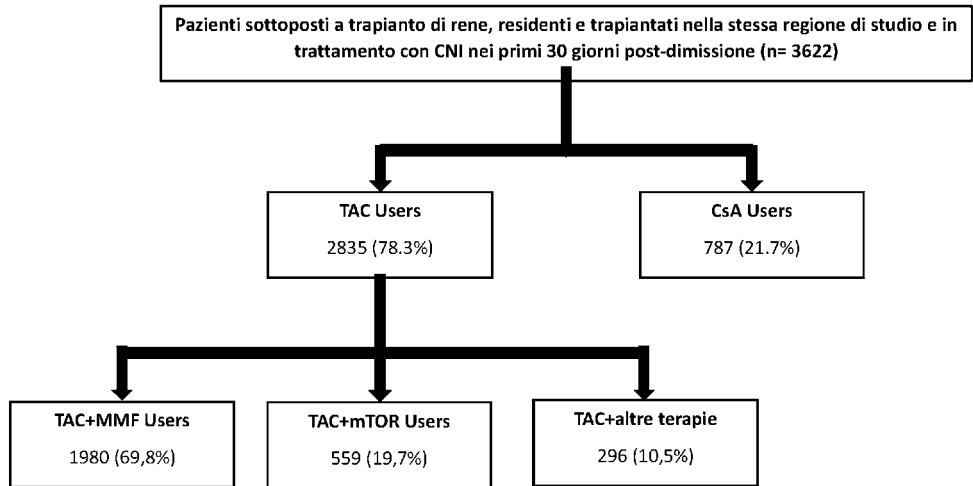 Pazienti sottoposti a trapianto di rene, residenti e trapiantati nella stessa regione di studio e in
trattamento con CNI nei primi 30 giorni post-dimissione (n= 3622)
TAC Users
2835 (78.3%)
CsA Users
787 (21.7%)
TAC+MMF Users
1980 (69,8%)
TAC+mTOR Users
559 (19,7%)
TAC+altre terapie
296 (10,5%)